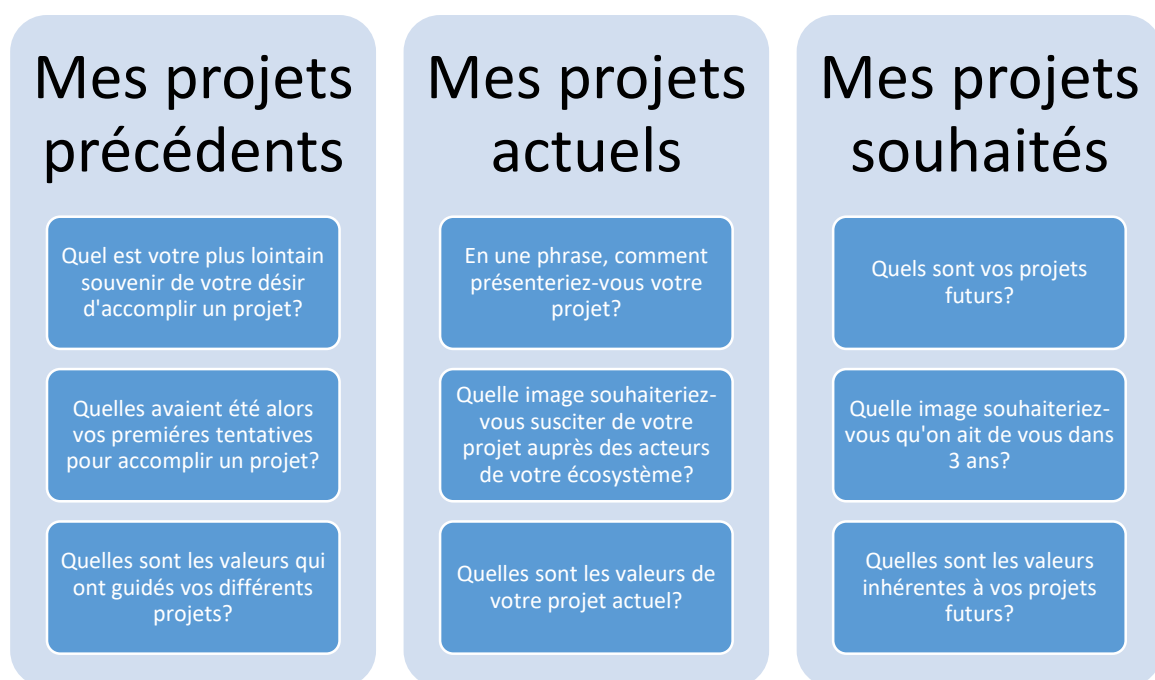 Mes projets
précédents
Quel est votre plus lointain
souvenir de votre désir
d'accomplir un projet?
Quelles avaient été alors
vos premiéres tentatives
pour accomplir un projet?
Quelles sont les valeurs qui
ont guidés vos différents
projets?
Mes projets
actuels
En une phrase, comment
présenteriez-vous votre
projet?
Quelle image souhaiteriez-
vous susciter de votre
projet auprès des acteurs
de votre écosystème?
Quelles sont les valeurs de
votre projet actuel?
Mes projets
souhaités
Quels sont vos projets
futurs?
Quelle image souhaiteriez-
vous qu'on ait de vous dans
3 ans?
Quelles sont les valeurs
inhérentes à vos projets
futurs?